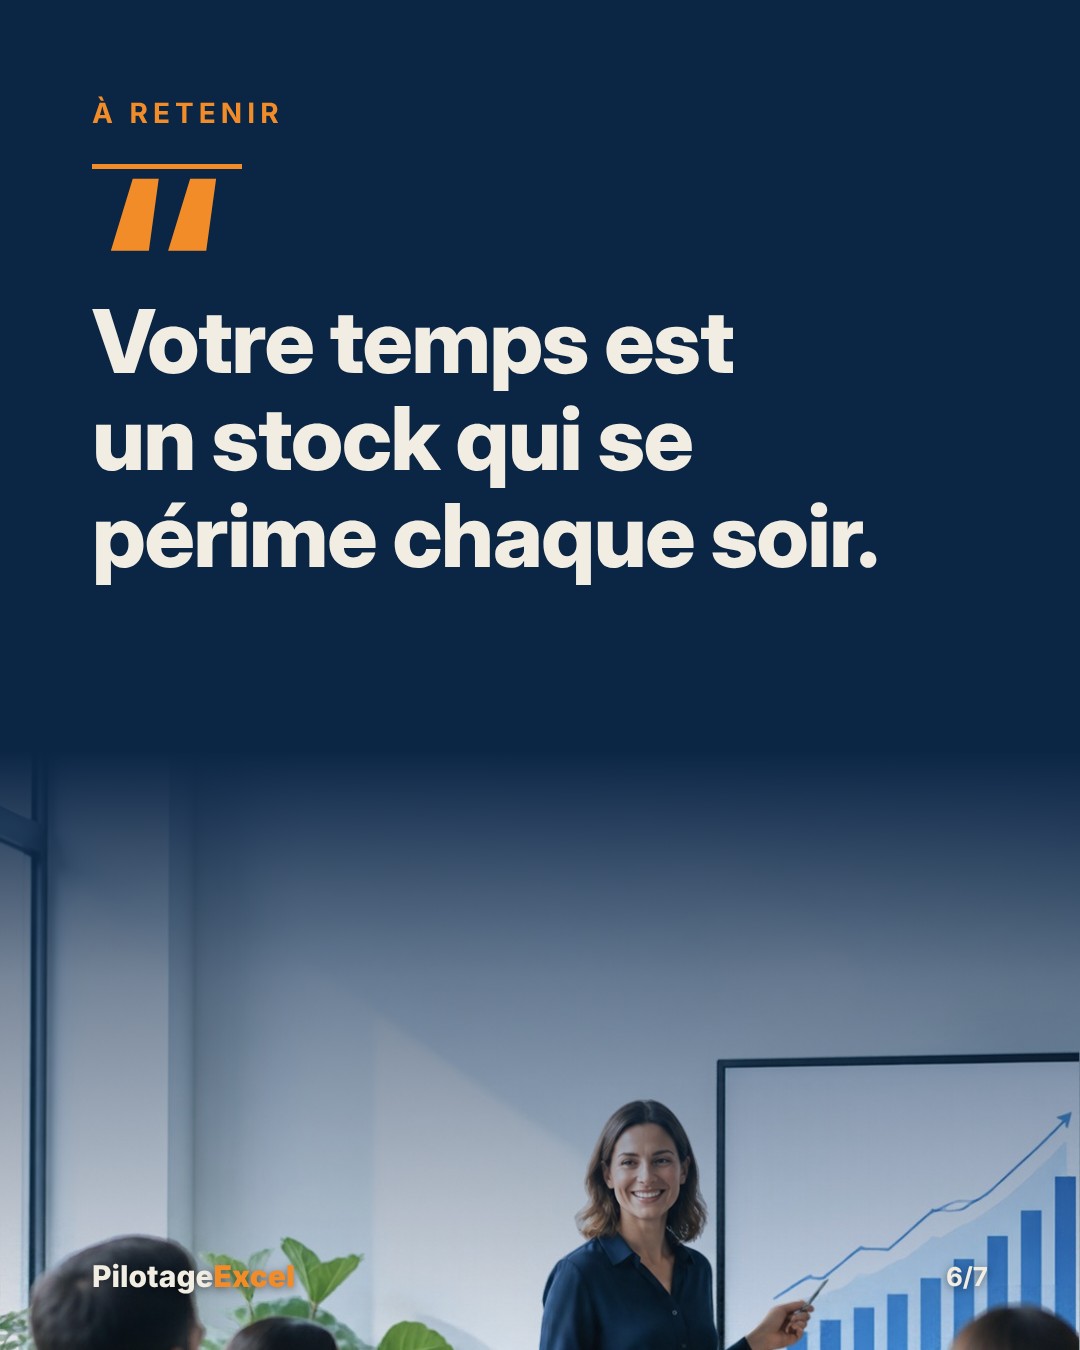 À RETENIR
"
Votre temps est
un stock qui se
périme chaque soir.
PilotageExcel
6/7